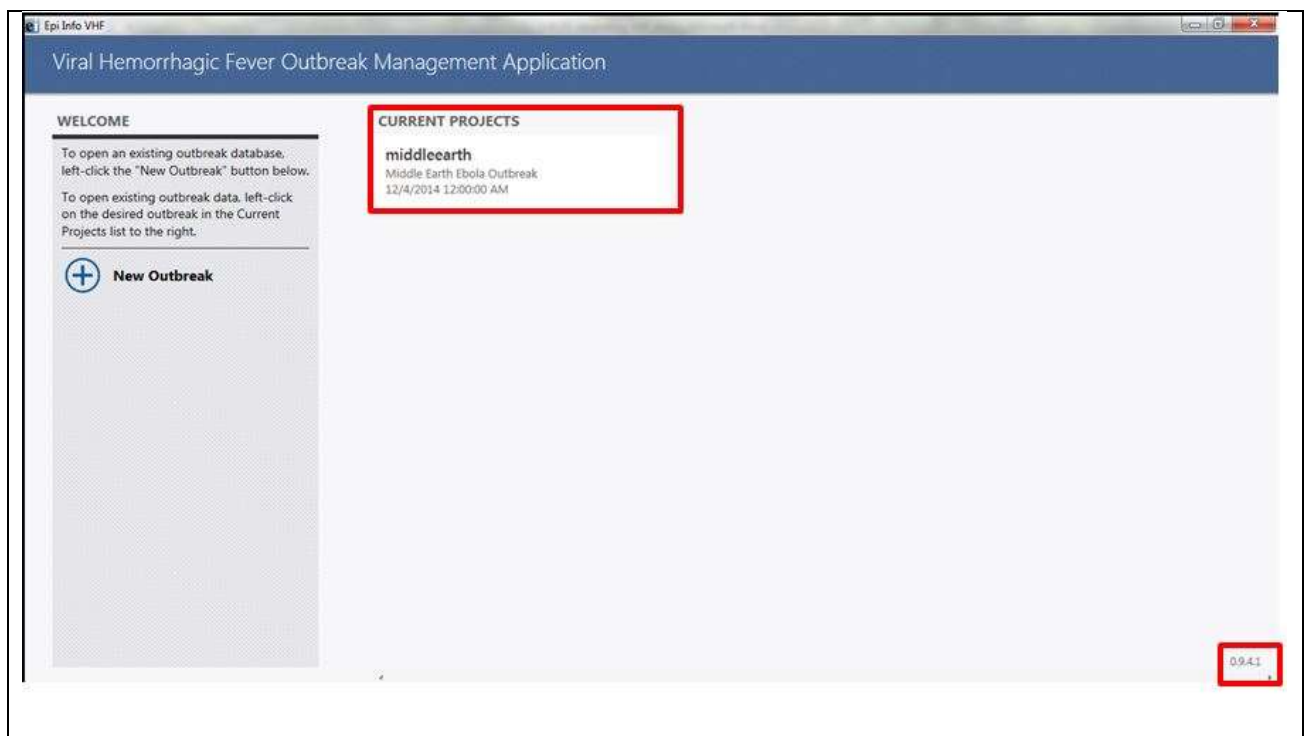 Epi Info VHF
Viral Hemorrhagic Fever Outbreak Management Application
WELCOME
To open an existing outbreak database,
left-click the "New Outbreak" button below.
To open existing outbreak data, left-click
on the desired outbreak in the Current
Projects list to the right.
New Outbreak
CURRENT PROJECTS
middleearth
Middle Earth Ebola Outbreak
12/4/2014 12:00:00 AM
0.9.4.1